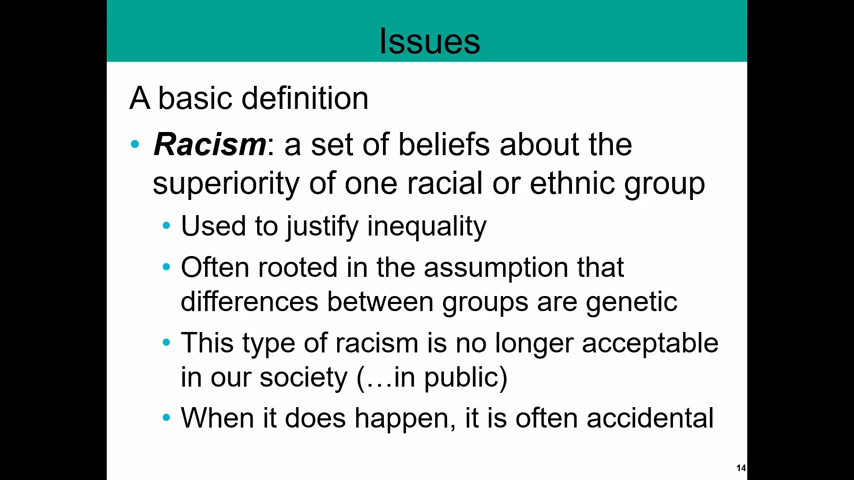 Issues
A basic definition
• Racism: a set of beliefs about the
superiority of one racial or ethnic group
• Used to justify inequality
• Often rooted in the assumption that
differences between groups are genetic
• This type of racism is no longer acceptable
in our society (…in public)
• When it does happen, it is often accidental
14